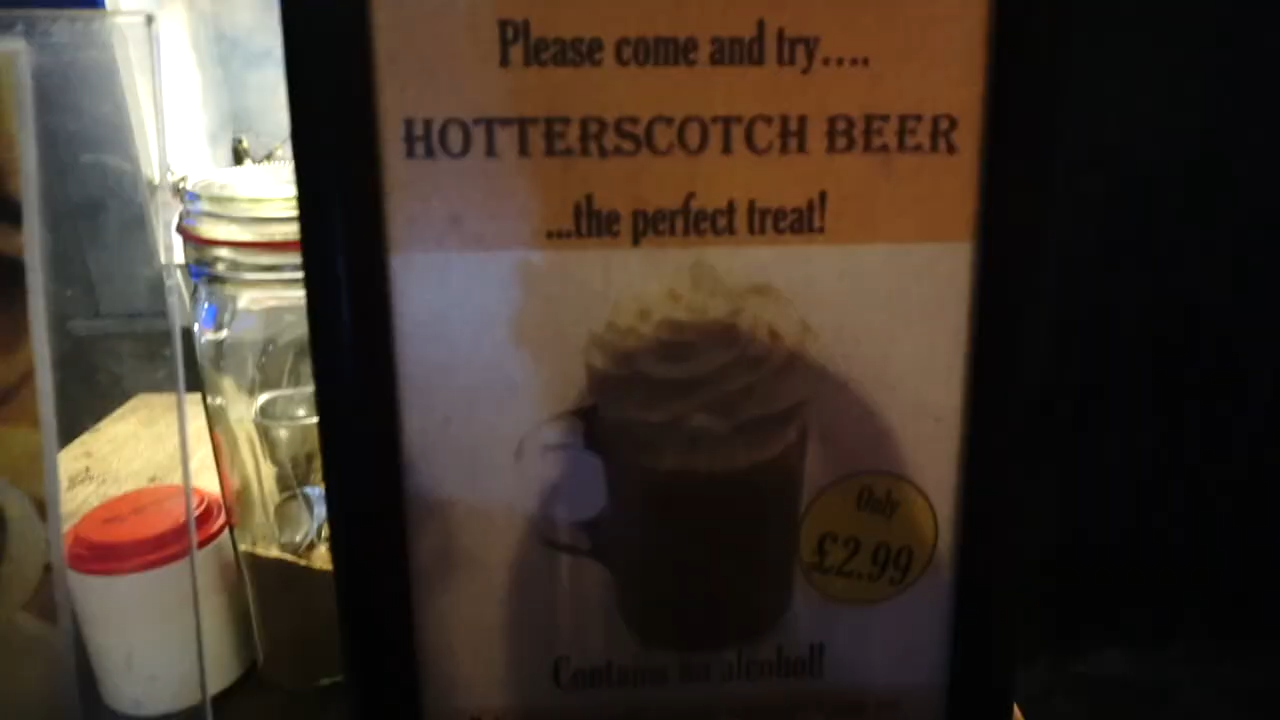 Please come and try....
HOTTERSCOTCH BEER
...the perfect treat!
Only
£2.99
Contains no alcohol!